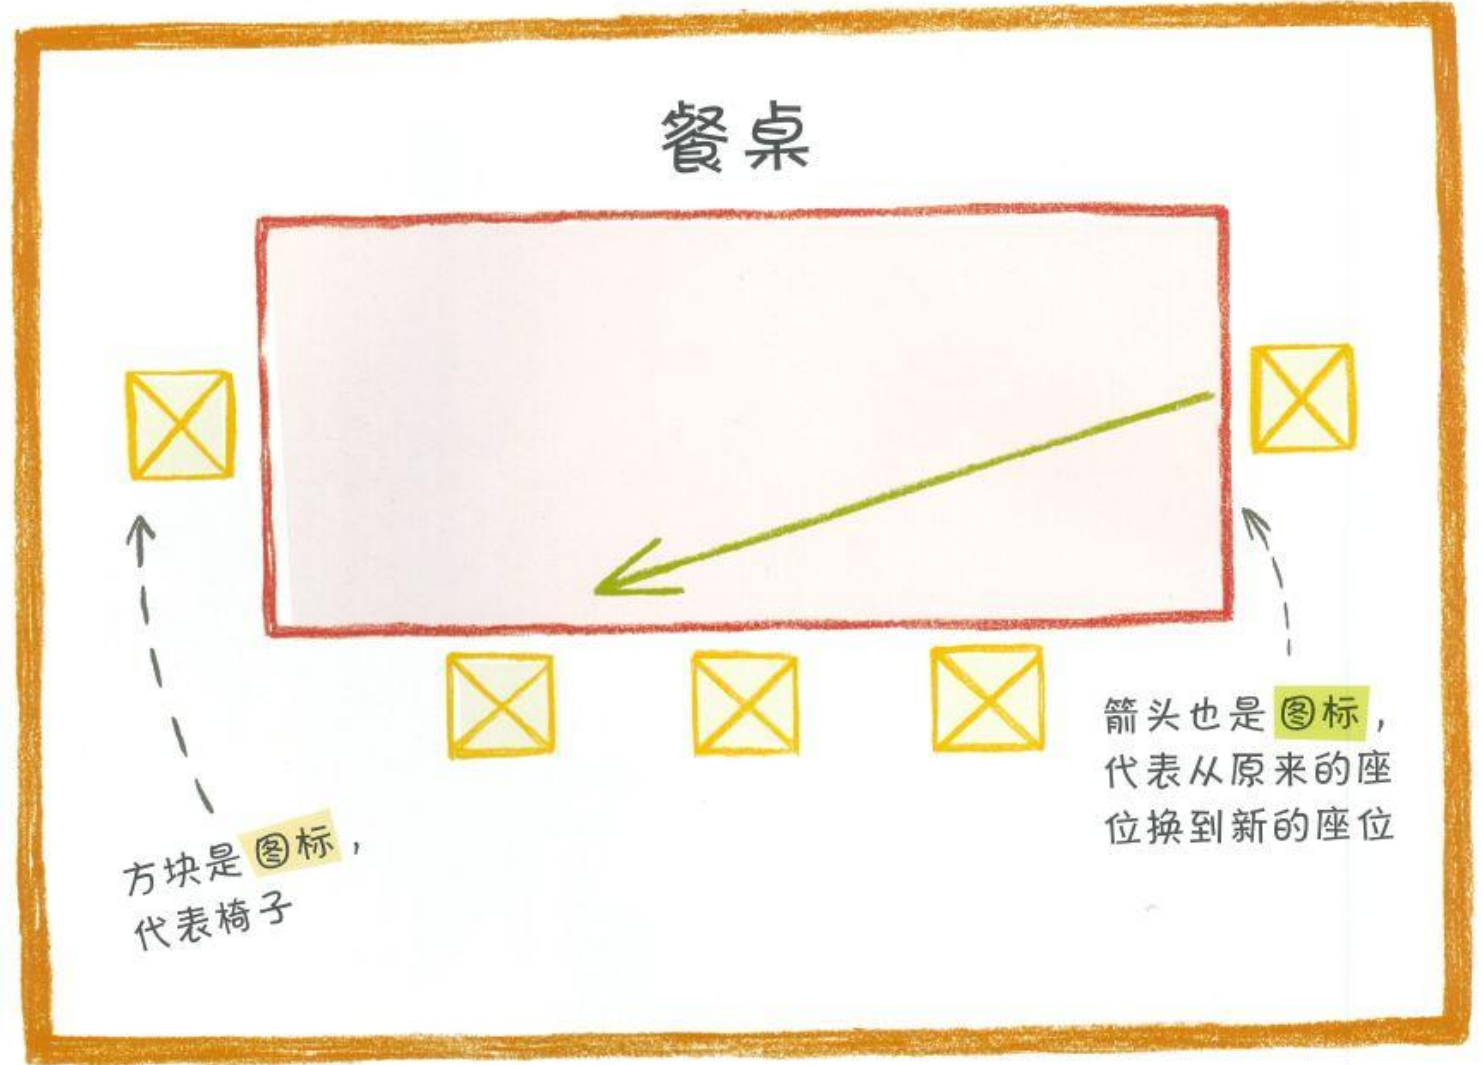 餐桌
箭头也是图标，
代表从原来的座
位换到新的座位
方块是图标，
代表椅子